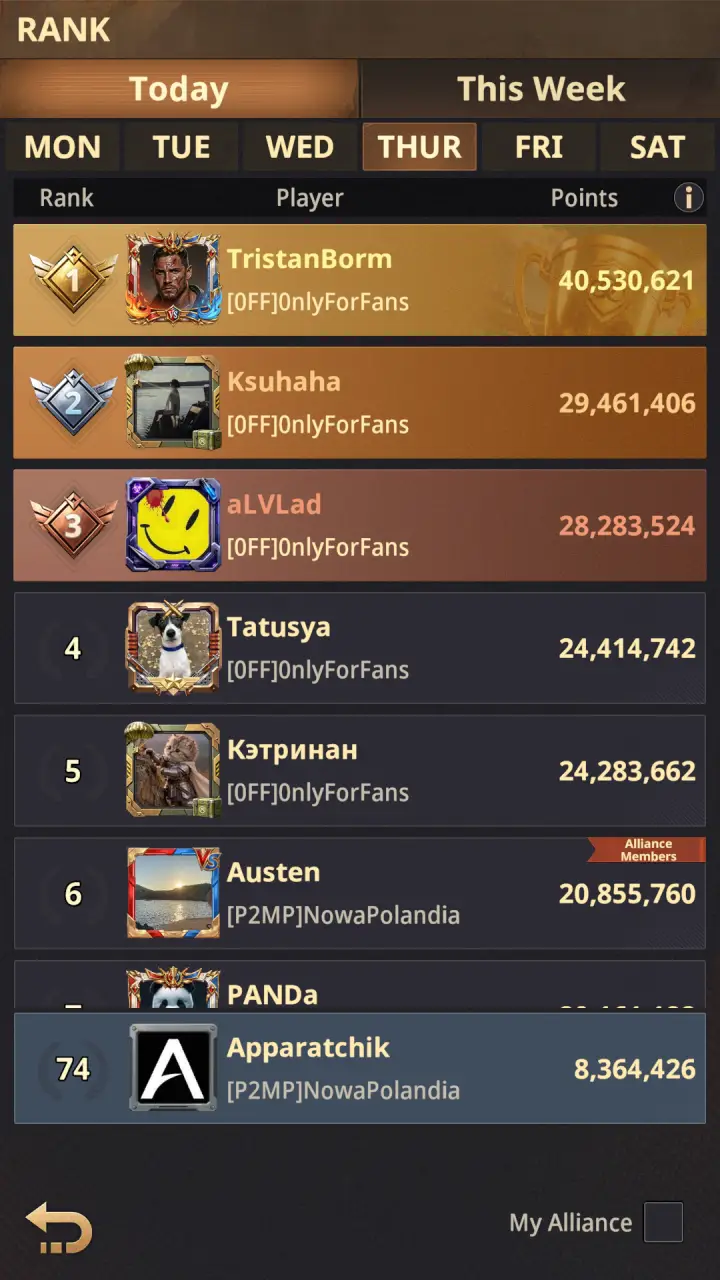 RANK
Today
This Week
MON
TUE
WED
THUR
FRI
SAT
Rank
Player
Points
1
TristanBorm
[0FF]0nlyForFans
40,530,621
2
Ksuhaha
[0FF]0nlyForFans
29,461,406
3
aLVLad
[0FF]0nlyForFans
28,283,524
4
Tatusya
[0FF]0nlyForFans
24,414,742
5
Кэтринан
[0FF]0nlyForFans
24,283,662
Alliance
Members
6
VS
Austen
[P2MP]NowaPolandia
20,855,760
PANDa
74
A
Apparatchik
[P2MP]NowaPolandia
8,364,426
My Alliance